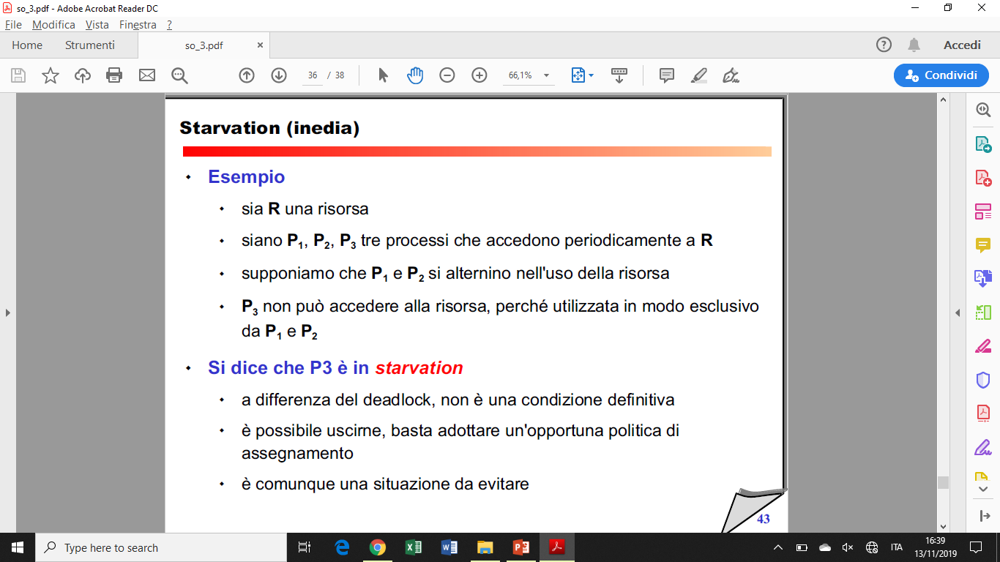 so_3.pdf - Adobe Acrobat Reader DC
File Modifica Vista Finestra ?
Home Strumenti so_3.pdf Accedi
36 / 38 66,1% Condividi
Starvation (inedia)
Esempio
sia R una risorsa
siano P1, P2, P3 tre processi che accedono periodicamente a R
supponiamo che P1 e P2 si alternino nell'uso della risorsa
P3 non può accedere alla risorsa, perché utilizzata in modo esclusivo
da P1 e P2
Si dice che P3 è in starvation
a differenza del deadlock, non è una condizione definitiva
è possibile uscirne, basta adottare un'opportuna politica di
assegnamento
è comunque una situazione da evitare
43
Type here to search
ITA
16:39
13/11/2019